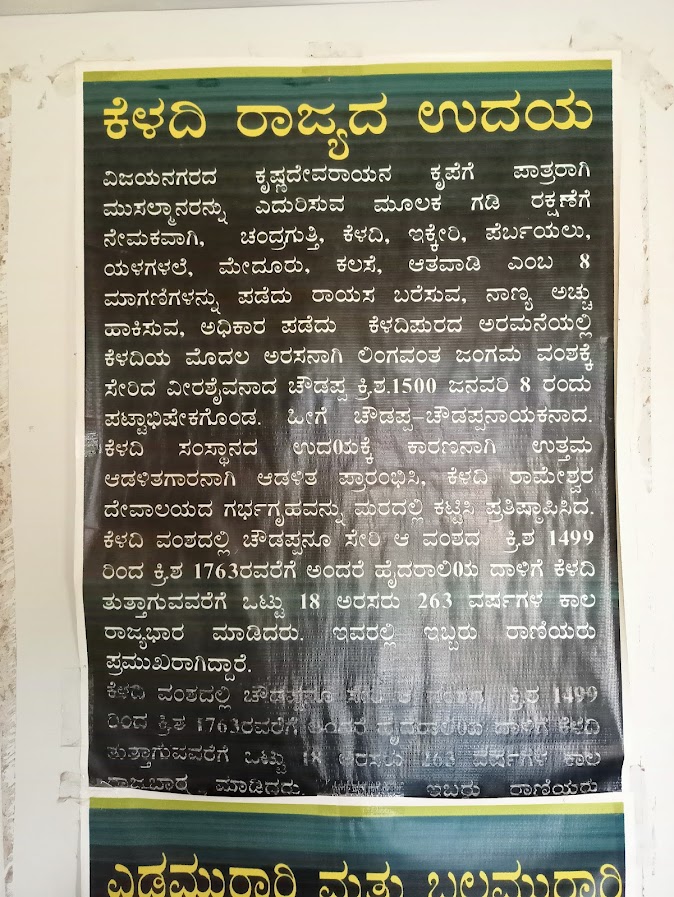 ಕೆಳದಿ ರಾಜ್ಯದ ಉದಯ
ವಿಜಯನಗರದ ಕೃಷ್ಣದೇವರಾಯನ ಕೃಪೆಗೆ ಪಾತ್ರರಾಗಿ
ಮುಸಲ್ಮಾನರನ್ನು ಎದುರಿಸುವ ಮೂಲಕ ಗಡಿ ರಕ್ಷಣೆಗೆ
ನೇಮಕವಾಗಿ, ಚಂದ್ರಗುತ್ತಿ, ಕೆಳದಿ, ಇಕ್ಕೇರಿ, ಪೆರ್ಬಯಲು,
ಯಳಗಳಲೆ, ಮೇದೂರು, ಕಲಸೆ, ಆತವಾಡಿ ಎಂಬ 8
ಮಾಗಣಿಗಳನ್ನು ಪಡೆದು ರಾಯಸ ಬರೆಸುವ, ನಾಣ್ಯ ಅಚ್ಚು
ಹಾಕಿಸುವ, ಅಧಿಕಾರ ಪಡೆದು ಕೆಳದಿಪುರದ ಅರಮನೆಯಲ್ಲಿ
ಕೆಳದಿಯ ಮೊದಲ ಅರಸನಾಗಿ ಲಿಂಗವಂತ ಜಂಗಮ ವಂಶಕ್ಕೆ
ಸೇರಿದ ವೀರಶೈವನಾದ ಚೌಡಪ್ಪ ಕ್ರಿ.ಶ.1500 ಜನವರಿ 8 ರಂದು
ಪಟ್ಟಾಭಿಷೇಕಗೊಂಡ. ಹೀಗೆ ಚೌಡಪ್ಪ-ಚೌಡಪ್ಪನಾಯಕನಾದ.
ಕೆಳದಿ ಸಂಸ್ಥಾನದ ಉದ0iುಕ್ಕೆ ಕಾರಣನಾಗಿ ಉತ್ತಮ
ಆಡಳಿತಗಾರನಾಗಿ ಆಡಳಿತ ಪ್ರಾರಂಭಿಸಿ, ಕೆಳದಿ ರಾಮೇಶ್ವರ
ದೇವಾಲಯದ ಗರ್ಭಗೃಹವನ್ನು ಮರದಲ್ಲಿ ಕಟ್ಟಿಸಿ ಪ್ರತಿಷ್ಠಾಪಿಸಿದ.
ಕೆಳದಿ ವಂಶದಲ್ಲಿ ಚೌಡಪ್ಪನೂ ಸೇರಿ ಆ ವಂಶದ ಕ್ರಿ.ಶ 1499
ರಿಂದ ಕ್ರಿ.ಶ 1763ರವರೆಗೆ ಅಂದರೆ ಹೈದರಾಲಿ0iು ದಾಳಿಗೆ ಕೆಳದಿ
ತುತ್ತಾಗುವವರೆಗೆ ಒಟ್ಟು 18 ಅರಸರು 263 ವರ್ಷಗಳ ಕಾಲ
ರಾಜ್ಯಭಾರ ಮಾಡಿದರು. ಇವರಲ್ಲಿ ಇಬ್ಬರು ರಾಣಿಯರು
ಪ್ರಮುಖರಾಗಿದ್ದಾರೆ.
ಕೆಳದಿ ವಂಶದಲ್ಲಿ ಚೌಡಪ್ಪನೂ ಸೇರಿ ಆ ವಂಶದ ಕ್ರಿ.ಶ 1499
ರಿಂದ ಕ್ರಿ.ಶ 1763ರವರೆಗೆ ಅಂದರೆ ಹೈದರಾಲಿ0iು ದಾಳಿಗೆ ಕೆಳದಿ
ತುತ್ತಾಗುವವರೆಗೆ ಒಟ್ಟು 18 ಅರಸರು 263 ವರ್ಷಗಳ ಕಾಲ
ಮಾಡಿದರು. ಇಬ್ಬರು ರಾಣಿಯರು
ಎಡಮುರಾರಿ ಮತ್ತು ಬಲಮುರಾರಿ